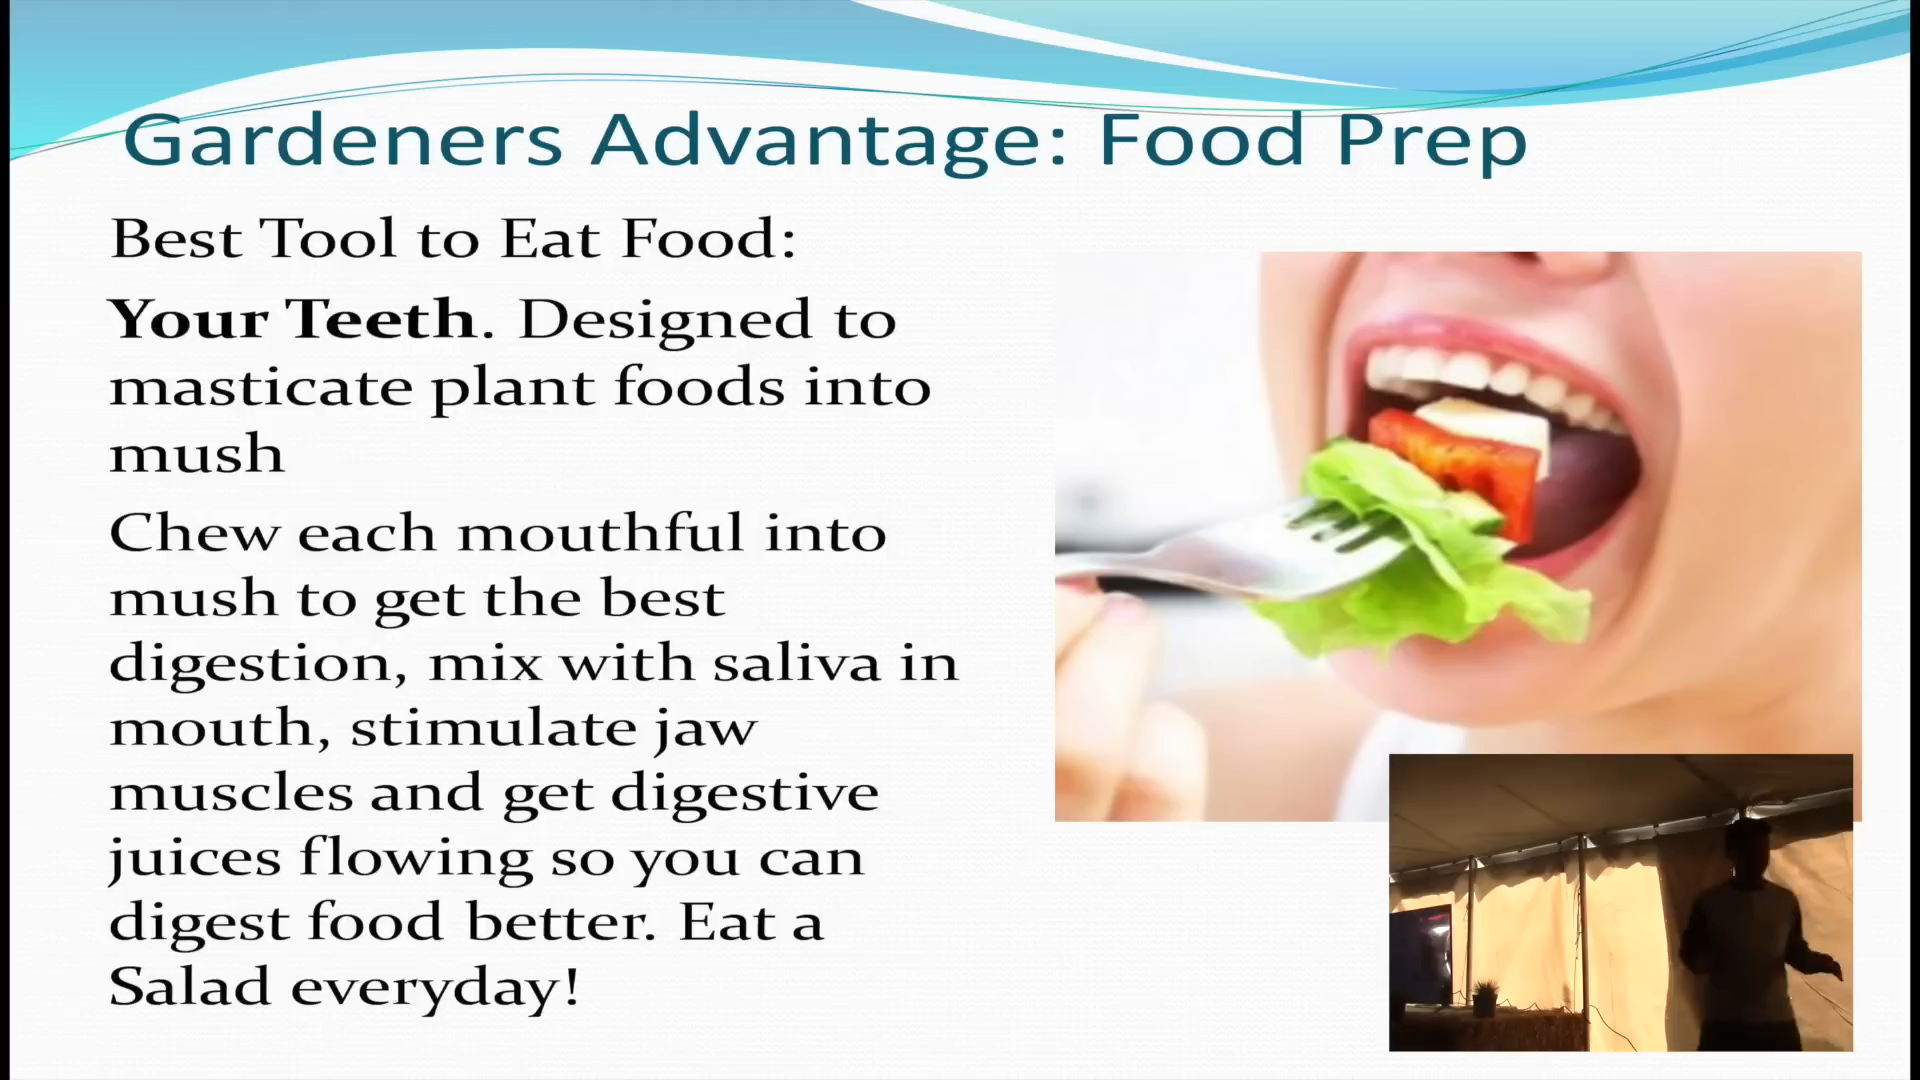 Gardeners Advantage: Food Prep
Best Tool to Eat Food:
Your Teeth. Designed to
masticate plant foods into
mush
Chew each mouthful into
mush to get the best
digestion, mix with saliva in
mouth, stimulate jaw
muscles and get digestive
juices flowing so you can
digest food better. Eat a
Salad everyday!